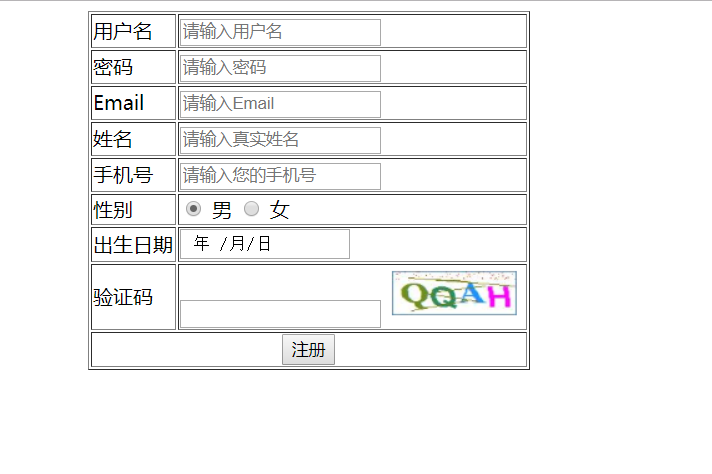 用户名 请输入用户名
密码 请输入密码
Email 请输入Email
姓名 请输入真实姓名
手机号 请输入您的手机号
性别 男 女
出生日期 年 /月/日
验证码 QQAH
注册